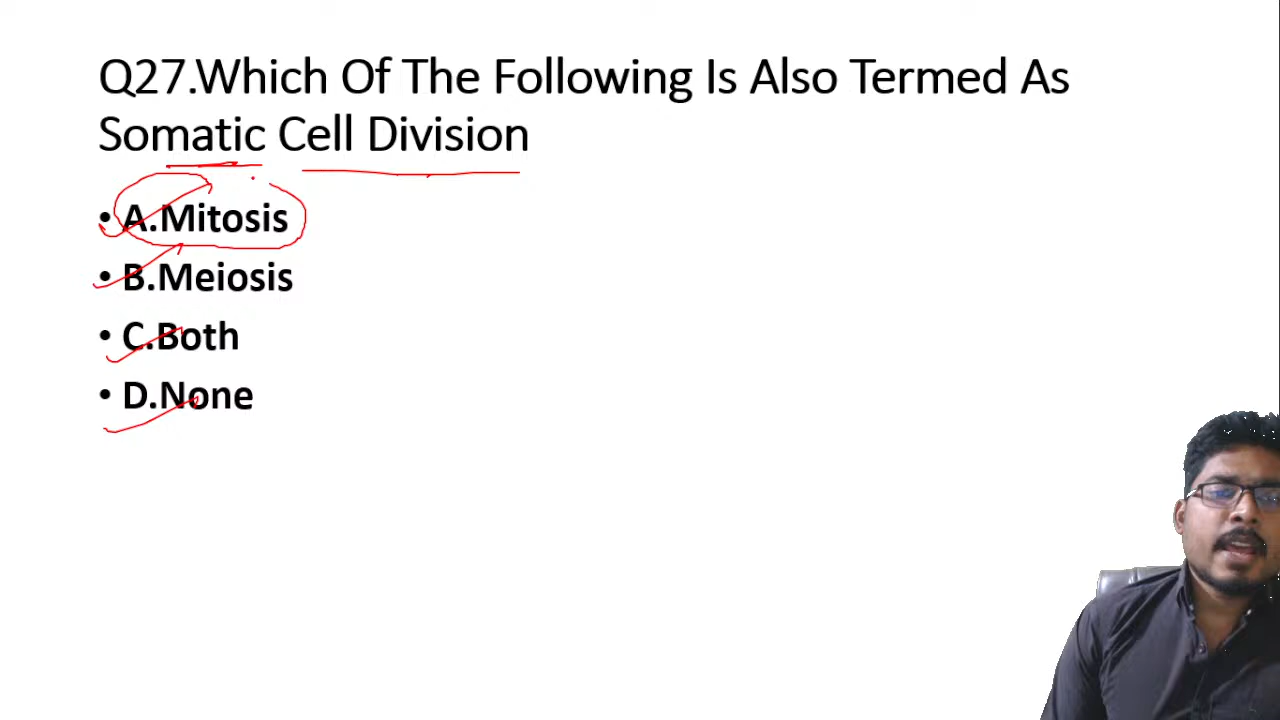 Q27.Which Of The Following Is Also Termed As
Somatic Cell Division
• A.Mitosis
• B.Meiosis
• C.Both
• D.None